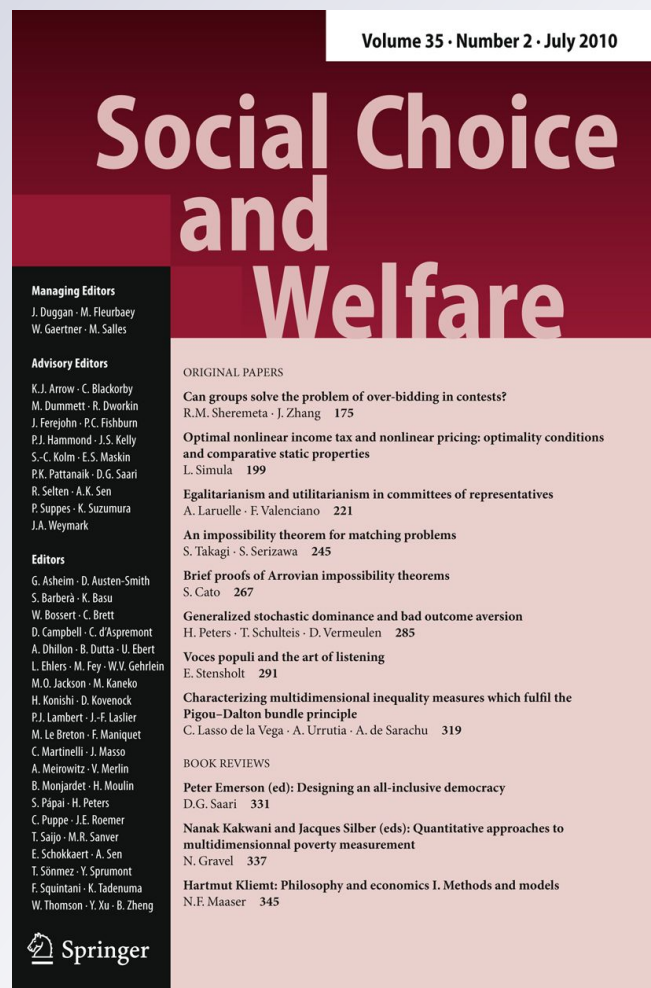 Volume 35 · Number 2 · July 2010
Social Choice
and
Welfare
Managing Editors
J. Duggan · M. Fleurbaey
W. Gaertner · M. Salles
Advisory Editors
K.J. Arrow · C. Blackorby
M. Dummett · R. Dworkin
J. Ferejohn · P.C. Fishburn
P.J. Hammond · J.S. Kelly
S.-C. Kolm · E.S. Maskin
P.K. Pattanaik · D.G. Saari
R. Selten · A.K. Sen
P. Suppes · K. Suzumura
J.A. Weymark
Editors
G. Asheim · D. Austen-Smith
S. Barberà · K. Basu
W. Bossert · C. Brett
D. Campbell · C. d'Aspremont
A. Dhillon · B. Dutta · U. Ebert
L. Ehlers · M. Fey · W.V. Gehrlein
M.O. Jackson · M. Kaneko
H. Konishi · D. Kovenock
P.J. Lambert · J.-F. Laslier
M. Le Breton · F. Maniquet
C. Martinelli · J. Masso
A. Meirowitz · V. Merlin
B. Monjardet · H. Moulin
S. Pápai · H. Peters
C. Puppe · J.E. Roemer
T. Saijo · M.R. Sanver
E. Schokkaert · A. Sen
T. Sönmez · Y. Sprumont
F. Squintani · K. Tadenuma
W. Thomson · Y. Xu · B. Zheng
Springer
ORIGINAL PAPERS
Can groups solve the problem of over-bidding in contests?
R.M. Sheremeta · J. Zhang 175
Optimal nonlinear income tax and nonlinear pricing: optimality conditions
and comparative static properties
L. Simula 199
Egalitarianism and utilitarianism in committees of representatives
A. Laruelle · F. Valenciano 221
An impossibility theorem for matching problems
S. Takagi · S. Serizawa 245
Brief proofs of Arrovian impossibility theorems
S. Cato 267
Generalized stochastic dominance and bad outcome aversion
H. Peters · T. Schulteis · D. Vermeulen 285
Voces populi and the art of listening
E. Stensholt 291
Characterizing multidimensional inequality measures which fulfil the
Pigou–Dalton bundle principle
C. Lasso de la Vega · A. Urrutia · A. de Sarachu 319
BOOK REVIEWS
Peter Emerson (ed): Designing an all-inclusive democracy
D.G. Saari 331
Nanak Kakwani and Jacques Silber (eds): Quantitative approaches to
multidimensionnal poverty measurement
N. Gravel 337
Hartmut Kliemt: Philosophy and economics I. Methods and models
N.F. Maaser 345